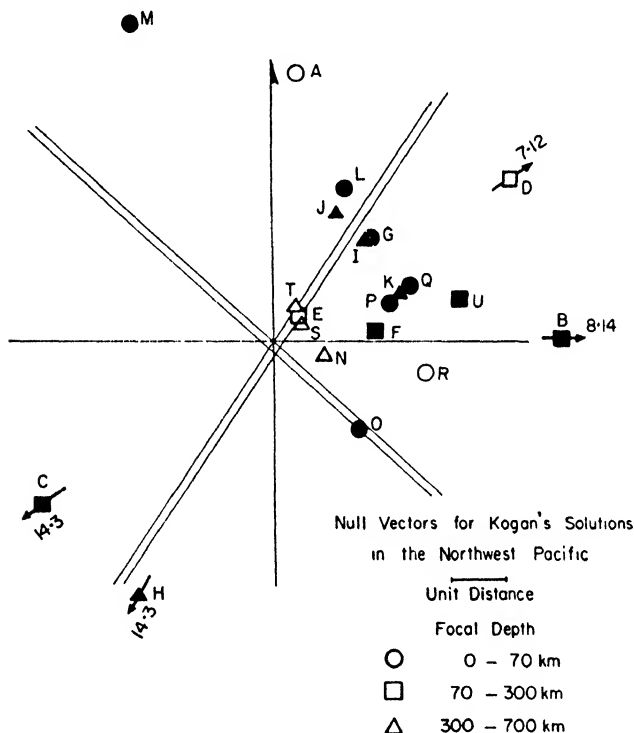 M
A
7·12
L
D
J
G
I
K
Q
T
P
U
E
B
8·14
S
F
N
R
O
C
14·3
H
14·3
Null Vectors for Kogan's Solutions
in the Northwest Pacific
Unit Distance
Focal Depth
0 – 70 km
70 – 300 km
300 – 700 km